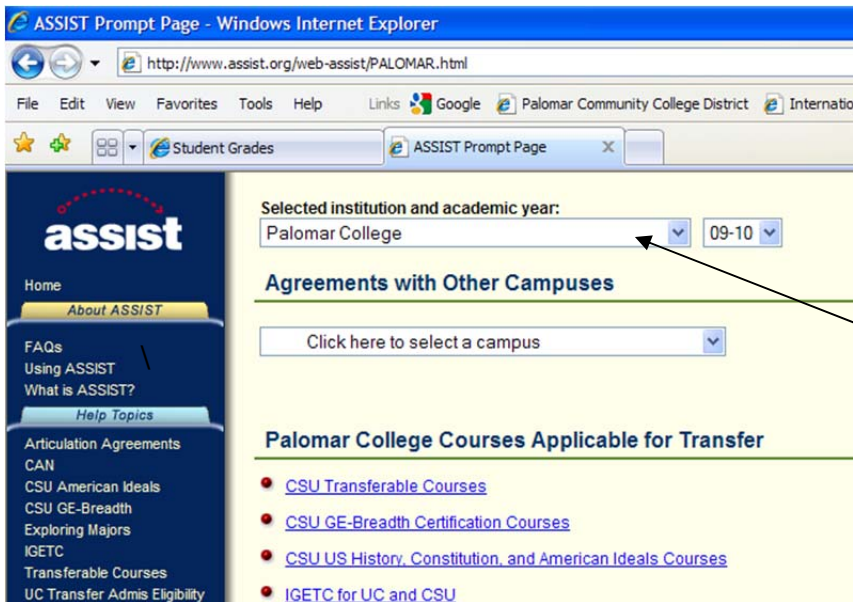 ASSIST Prompt Page - Windows Internet Explorer
http://www.assist.org/web-assist/PALOMAR.html
File Edit View Favorites Tools Help Links Google Palomar Community College District Internatio
Student Grades ASSIST Prompt Page X
assist
Home
About ASSIST
FAQs
Using ASSIST
What is ASSIST?
Help Topics
Articulation Agreements
CAN
CSU American Ideals
CSU GE-Breadth
Exploring Majors
IGETC
Transferable Courses
UC Transfer Admis Eligibility
Selected institution and academic year:
Palomar College 09-10
Agreements with Other Campuses
Click here to select a campus
Palomar College Courses Applicable for Transfer
CSU Transferable Courses
CSU GE-Breadth Certification Courses
CSU US History, Constitution, and American Ideals Courses
IGETC for UC and CSU